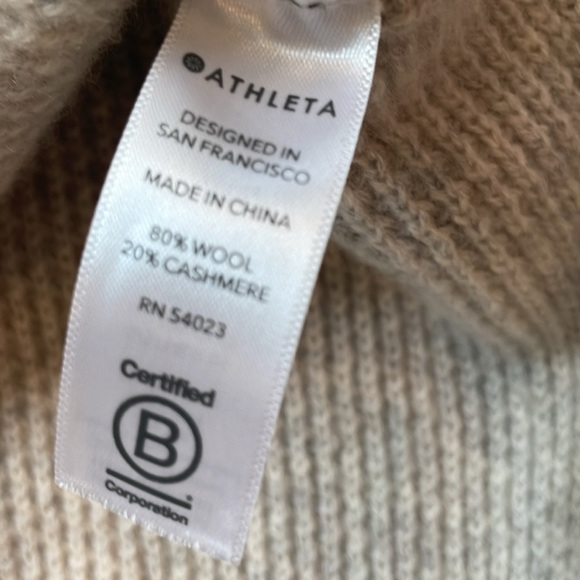 ATHLETA
DESIGNED IN
SAN FRANCISCO
MADE IN CHINA
80% WOOL
20% CASHMERE
RN 54023
Certified
B
Corporation